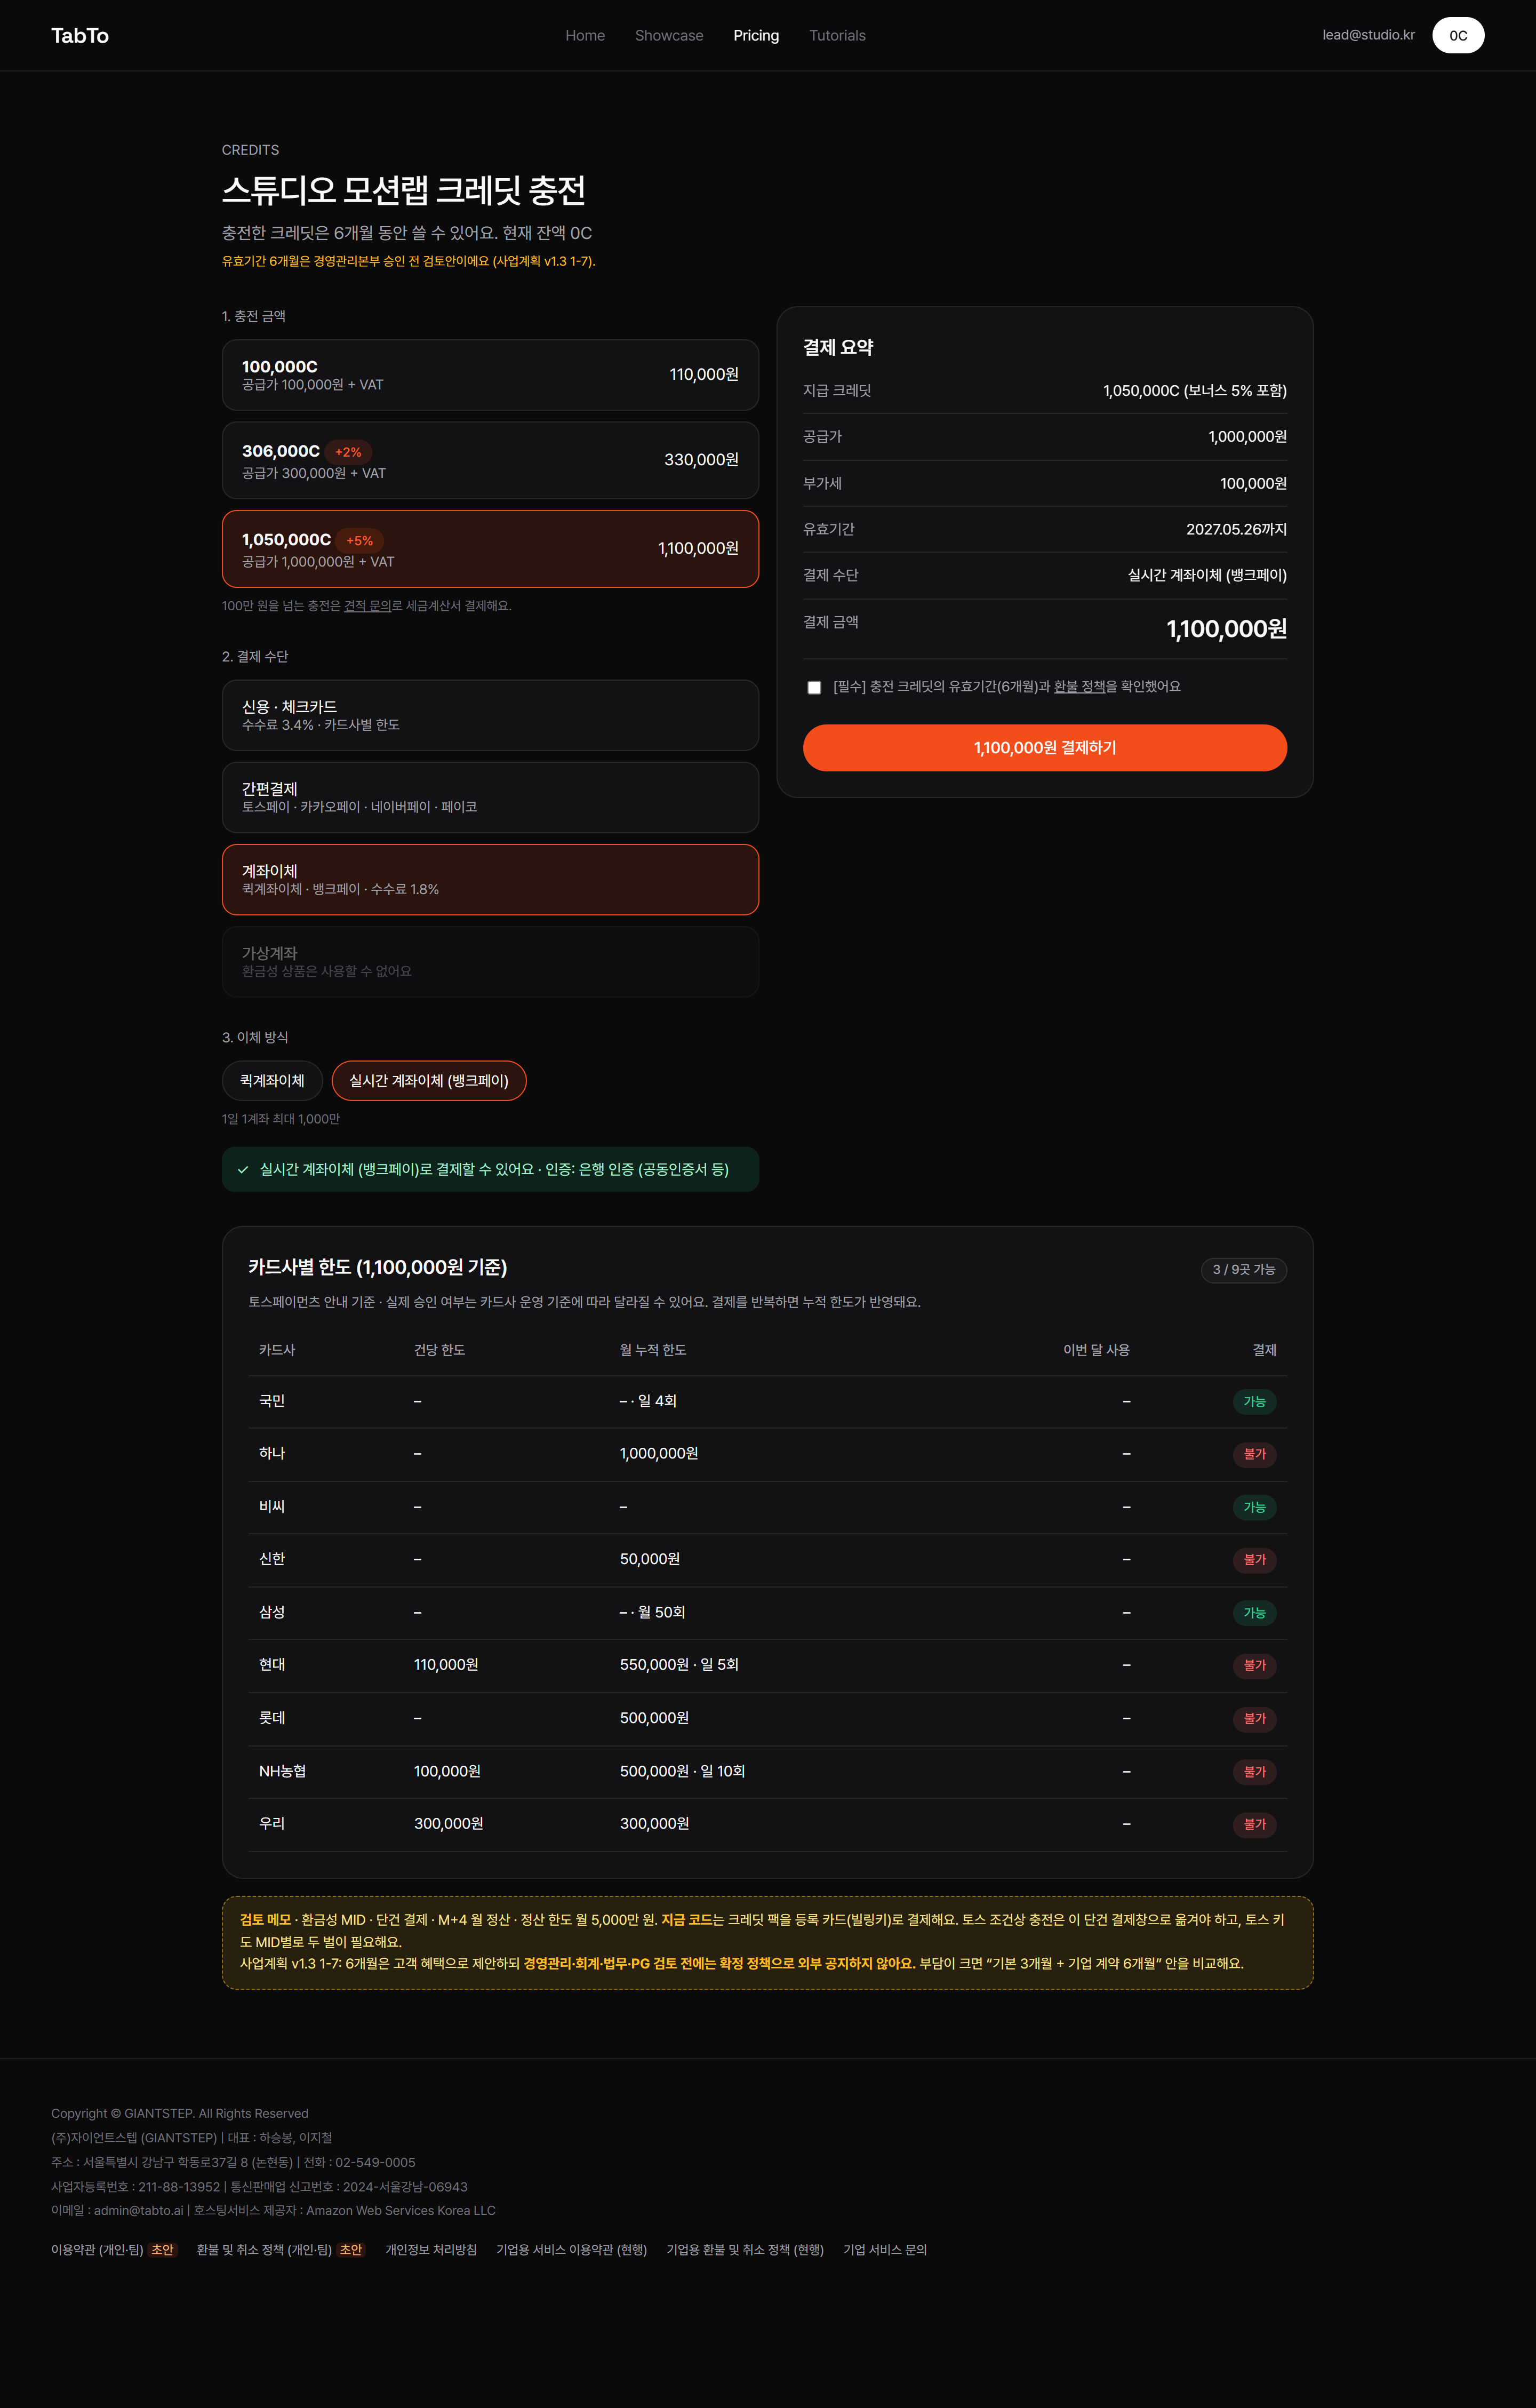 TabTo
Home Showcase Pricing Tutorials
lead@studio.kr 0C
CREDITS
스튜디오 모션랩 크레딧 충전
충전한 크레딧은 6개월 동안 쓸 수 있어요. 현재 잔액 0C
유효기간 6개월은 경영관리본부 승인 전 검토안이에요 (사업계획 v1.3 1-7).
1. 충전 금액
100,000C
공급가 100,000원 + VAT
110,000원
306,000C +2%
공급가 300,000원 + VAT
330,000원
1,050,000C +5%
공급가 1,000,000원 + VAT
1,100,000원
100만 원을 넘는 충전은 견적 문의로 세금계산서 결제해요.
2. 결제 수단
신용 · 체크카드
수수료 3.4% · 카드사별 한도
간편결제
토스페이 · 카카오페이 · 네이버페이 · 페이코
계좌이체
퀵계좌이체 · 뱅크페이 · 수수료 1.8%
가상계좌
환금성 상품은 사용할 수 없어요
3. 이체 방식
퀵계좌이체 실시간 계좌이체 (뱅크페이)
1일 1계좌 최대 1,000만
✓ 실시간 계좌이체 (뱅크페이)로 결제할 수 있어요 · 인증: 은행 인증 (공동인증서 등)
결제 요약
지급 크레딧 1,050,000C (보너스 5% 포함)
공급가 1,000,000원
부가세 100,000원
유효기간 2027.05.26까지
결제 수단 실시간 계좌이체 (뱅크페이)
결제 금액 1,100,000원
[필수] 충전 크레딧의 유효기간(6개월)과 환불 정책을 확인했어요
1,100,000원 결제하기
카드사별 한도 (1,100,000원 기준)
3 / 9곳 가능
토스페이먼츠 안내 기준 · 실제 승인 여부는 카드사 운영 기준에 따라 달라질 수 있어요. 결제를 반복하면 누적 한도가 반영돼요.
카드사 건당 한도 월 누적 한도 이번 달 사용 결제
국민 – – · 일 4회 – 가능
하나 – 1,000,000원 – 불가
비씨 – – – 가능
신한 – 50,000원 – 불가
삼성 – – · 월 50회 – 가능
현대 110,000원 550,000원 · 일 5회 – 불가
롯데 – 500,000원 – 불가
NH농협 100,000원 500,000원 · 일 10회 – 불가
우리 300,000원 300,000원 – 불가
검토 메모 · 환금성 MID · 단건 결제 · M+4 월 정산 · 정산 한도 월 5,000만 원. 지금 코드는 크레딧 팩을 등록 카드(빌링키)로 결제해요. 토스 조건상 충전은 이 단건 결제창으로 옮겨야 하고, 토스 키
도 MID별로 두 벌이 필요해요.
사업계획 v1.3 1-7: 6개월은 고객 혜택으로 제안하되 경영관리·회계·법무·PG 검토 전에는 확정 정책으로 외부 공지하지 않아요. 부담이 크면 “기본 3개월 + 기업 계약 6개월” 안을 비교해요.
Copyright © GIANTSTEP. All Rights Reserved
(주)자이언트스텝 (GIANTSTEP) | 대표 : 하승봉, 이지철
주소 : 서울특별시 강남구 학동로37길 8 (논현동) | 전화 : 02-549-0005
사업자등록번호 : 211-88-13952 | 통신판매업 신고번호 : 2024-서울강남-06943
이메일 : admin@tabto.ai | 호스팅서비스 제공자 : Amazon Web Services Korea LLC
이용약관 (개인·팀) 초안 환불 및 취소 정책 (개인·팀) 초안 개인정보 처리방침 기업용 서비스 이용약관 (현행) 기업용 환불 및 취소 정책 (현행) 기업 서비스 문의